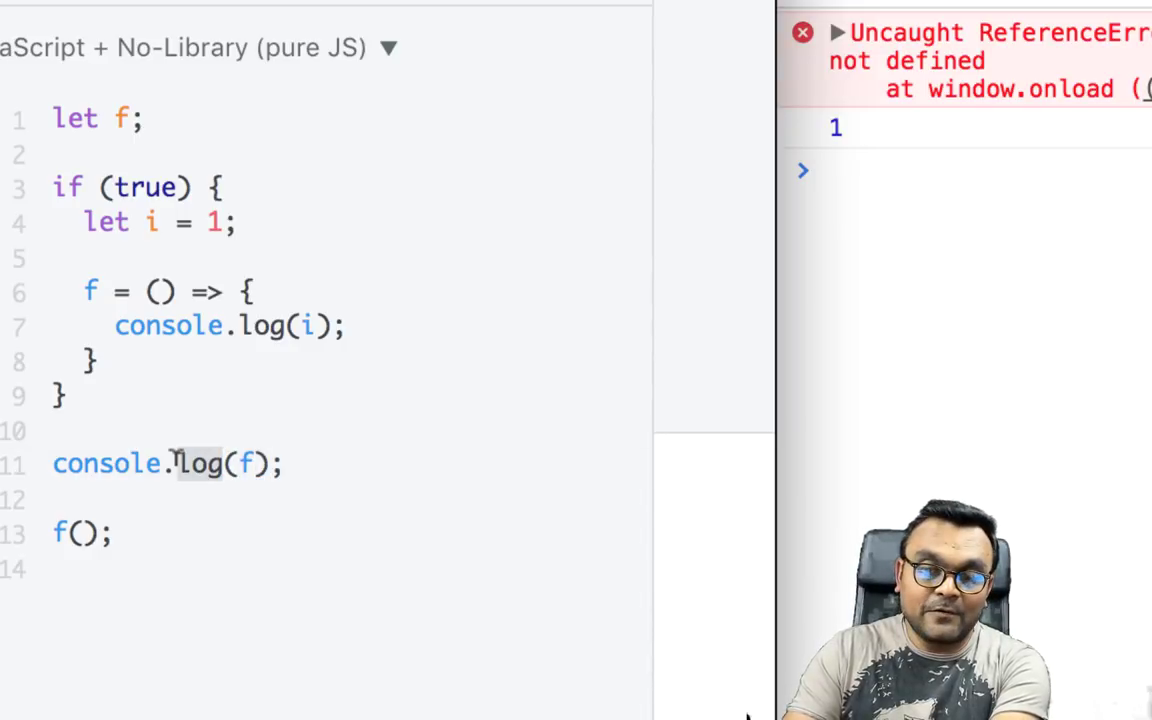 aScript + No-Library (pure JS) ▼
1 let f;
2
3 if (true) {
4 let i = 1;
5
6 f = () => {
7 console.log(i);
8 }
9 }
10
11 console.log(f);
12
13 f();
14
Uncaught ReferenceErr
not defined
at window.onload (
1